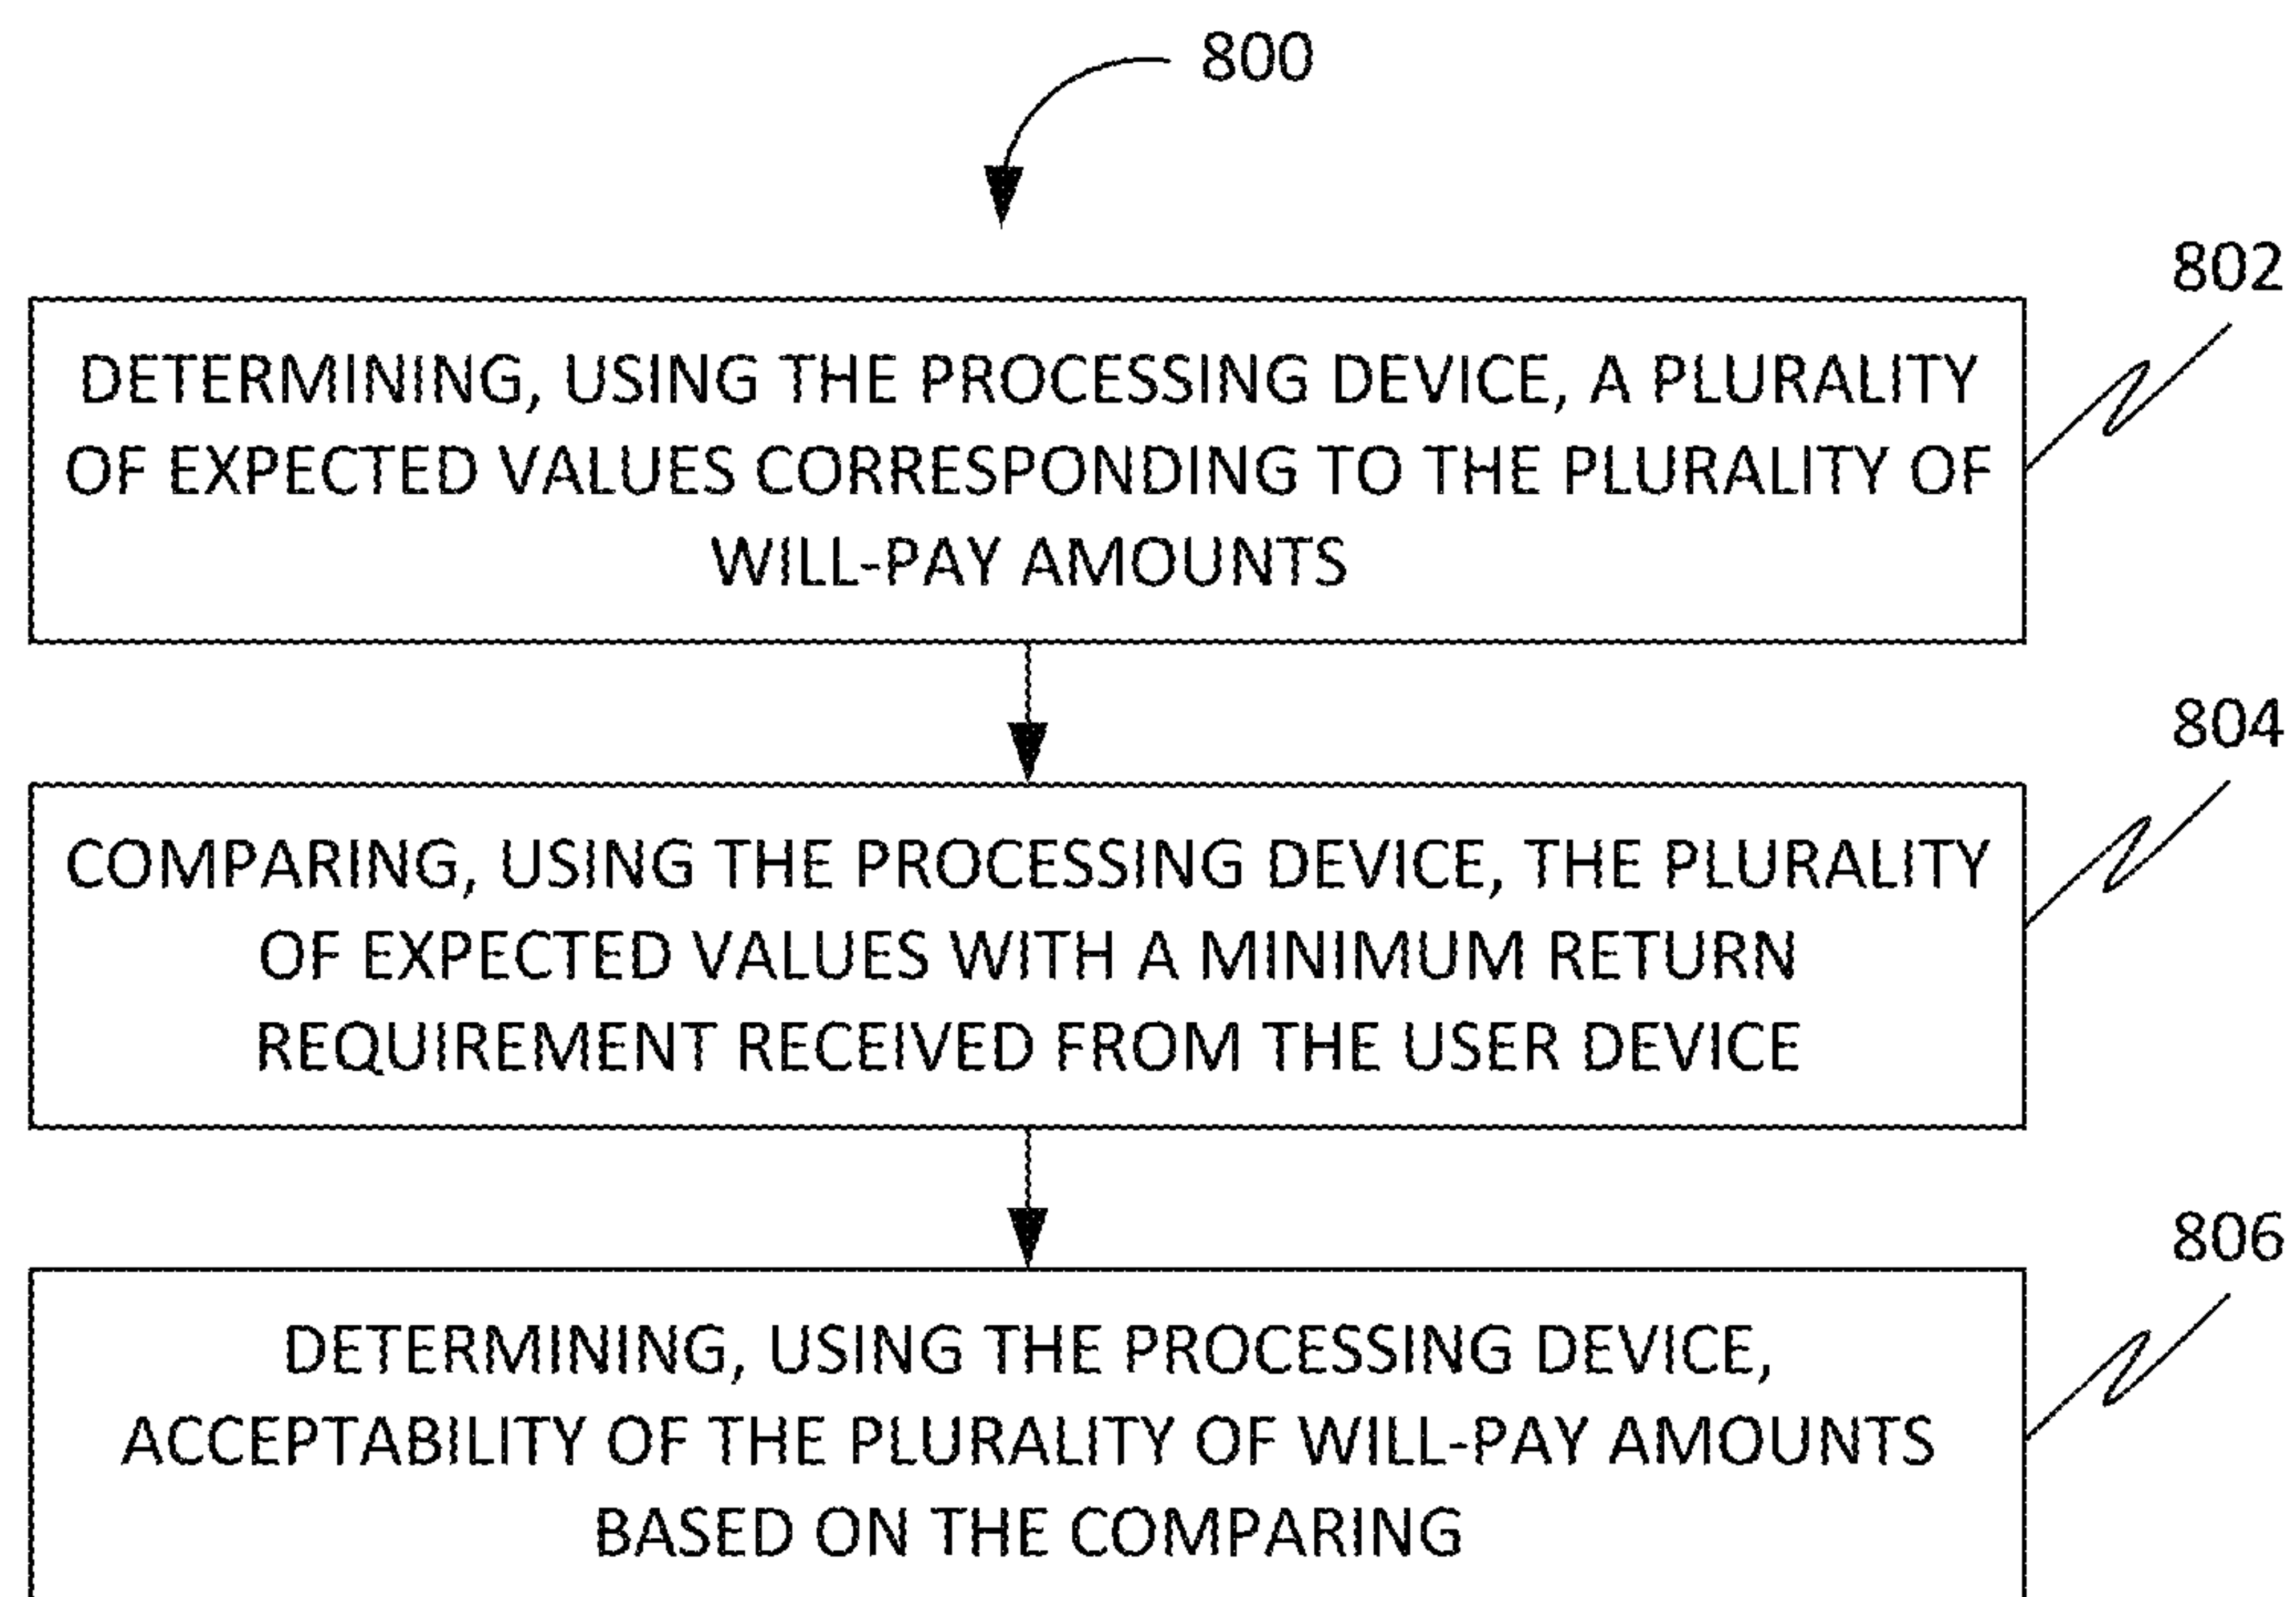 800
802
DETERMINING, USING THE PROCESSING DEVICE, A PLURALITY
OF EXPECTED VALUES CORRESPONDING TO THE PLURALITY OF
WILL-PAY AMOUNTS
804
COMPARING, USING THE PROCESSING DEVICE, THE PLURALITY
OF EXPECTED VALUES WITH A MINIMUM RETURN
REQUIREMENT RECEIVED FROM THE USER DEVICE
806
DETERMINING, USING THE PROCESSING DEVICE,
ACCEPTABILITY OF THE PLURALITY OF WILL-PAY AMOUNTS
BASED ON THE COMPARING